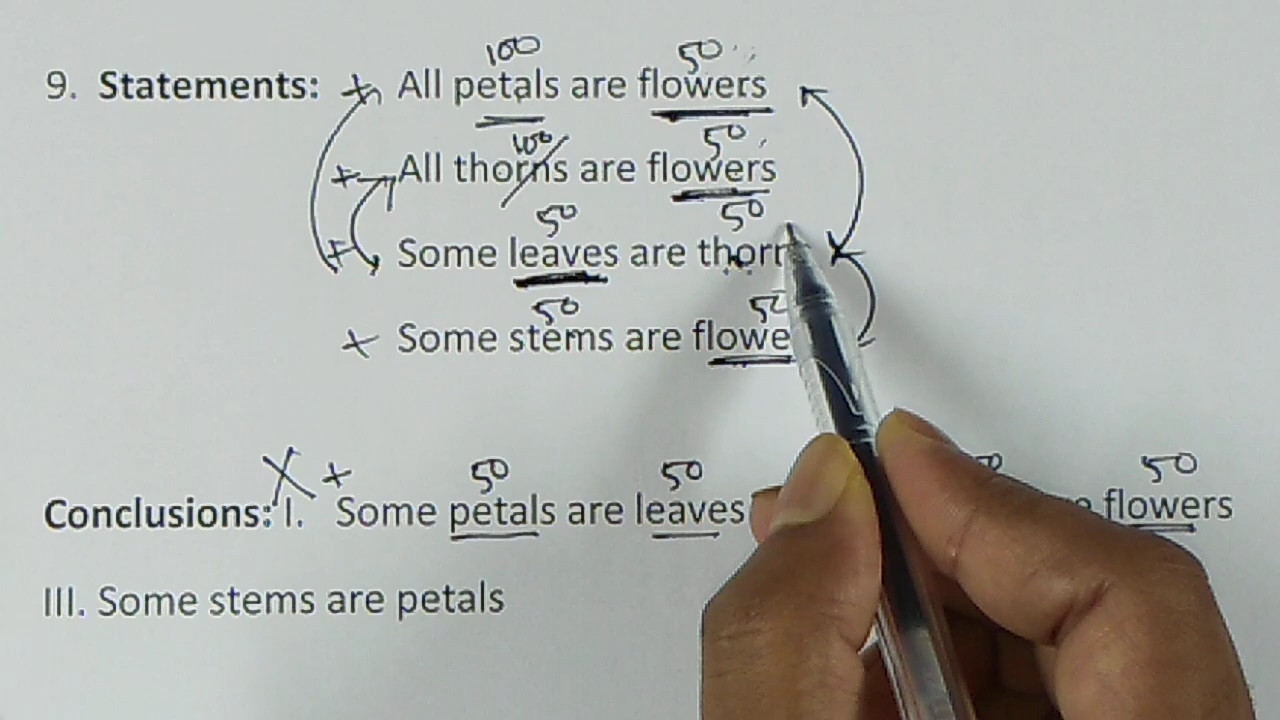 100 50
9. Statements: + All petals are flowers
100 50
+ All thorns are flowers
50 50
+ Some leaves are thorn
50 50
+ Some stems are flowe
X + 50 50 50
Conclusions: I. Some petals are leaves flowers
III. Some stems are petals